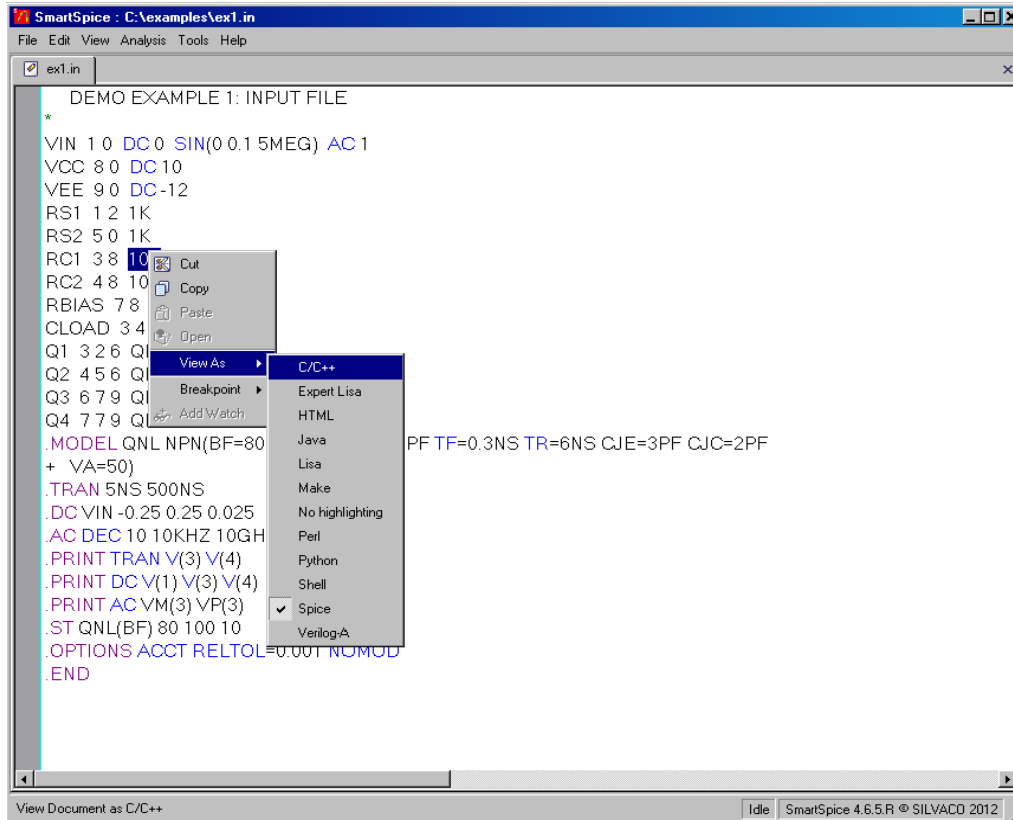 SmartSpice : C:\examples\ex1.in
File Edit View Analysis Tools Help
ex1.in
DEMO EXAMPLE 1: INPUT FILE
*
VIN 1 0 DC 0 SIN(0 0.1 5MEG) AC 1
VCC 8 0 DC 10
VEE 9 0 DC -12
RS1 1 2 1K
RS2 5 0 1K
RC1 3 8 10
RC2 4 8 10
RBIAS 7 8
CLOAD 3 4
Q1 3 2 6
Q2 4 5 6
Q3 6 7 9
Q4 7 7 9
.MODEL QNL NPN(BF=80 PF TF=0.3NS TR=6NS CJE=3PF CJC=2PF
+ VA=50)
.TRAN 5NS 500NS
.DC VIN -0.25 0.25 0.025
.AC DEC 10 10KHZ 10GH
.PRINT TRAN V(3) V(4)
.PRINT DC V(1) V(3) V(4)
.PRINT AC VM(3) VP(3)
.ST QNL(BF) 80 100 10
.OPTIONS ACCT RELTOL=0.001 NOMOD
.END
Cut
Copy
Paste
Open
View As
Breakpoint
Add Watch
C/C++
Expert Lisa
HTML
Java
Lisa
Make
No highlighting
Perl
Python
Shell
Spice
Verilog-A
View Document as C/C++
Idle
SmartSpice 4.6.5.R © SILVACO 2012